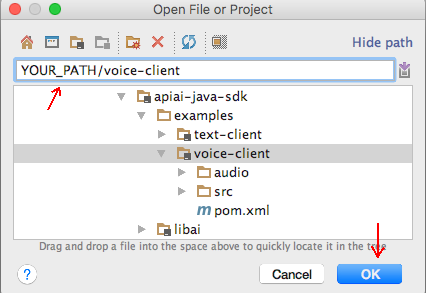 Open File or Project
Hide path
YOUR_PATH/voice-client
apiai-java-sdk
examples
text-client
voice-client
audio
src
m pom.xml
libai
Drag and drop a file into the space above to quickly locate it in the tree
? Cancel OK